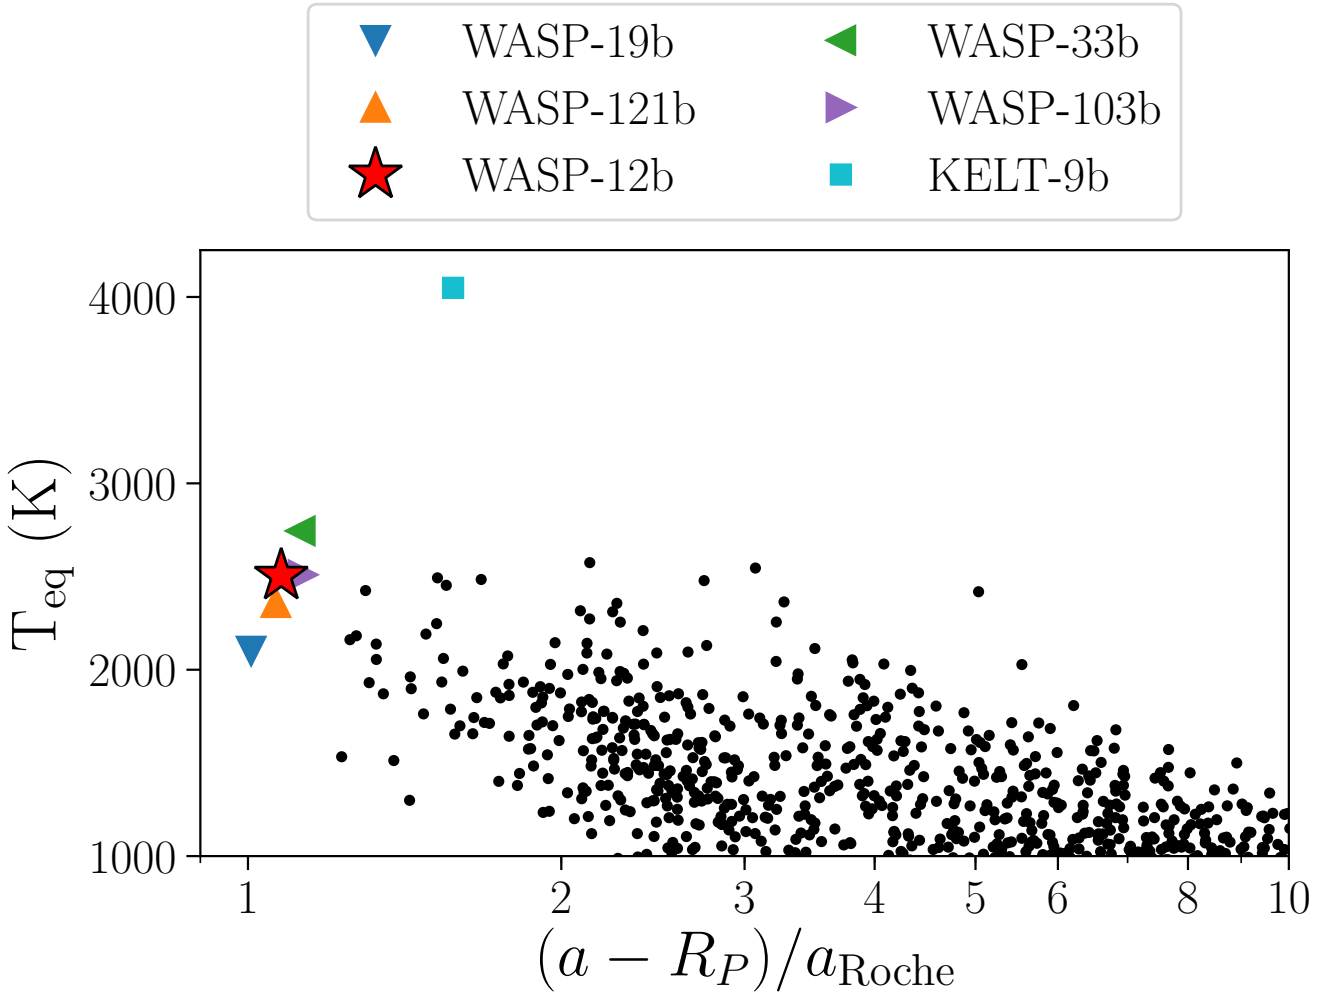 WASP-19b WASP-33b
WASP-121b WASP-103b
WASP-12b KELT-9b
4000
3000
2000
1000
T_eq (K)
1 2 3 4 5 6 8 10
(a − R_P)/a_Roche